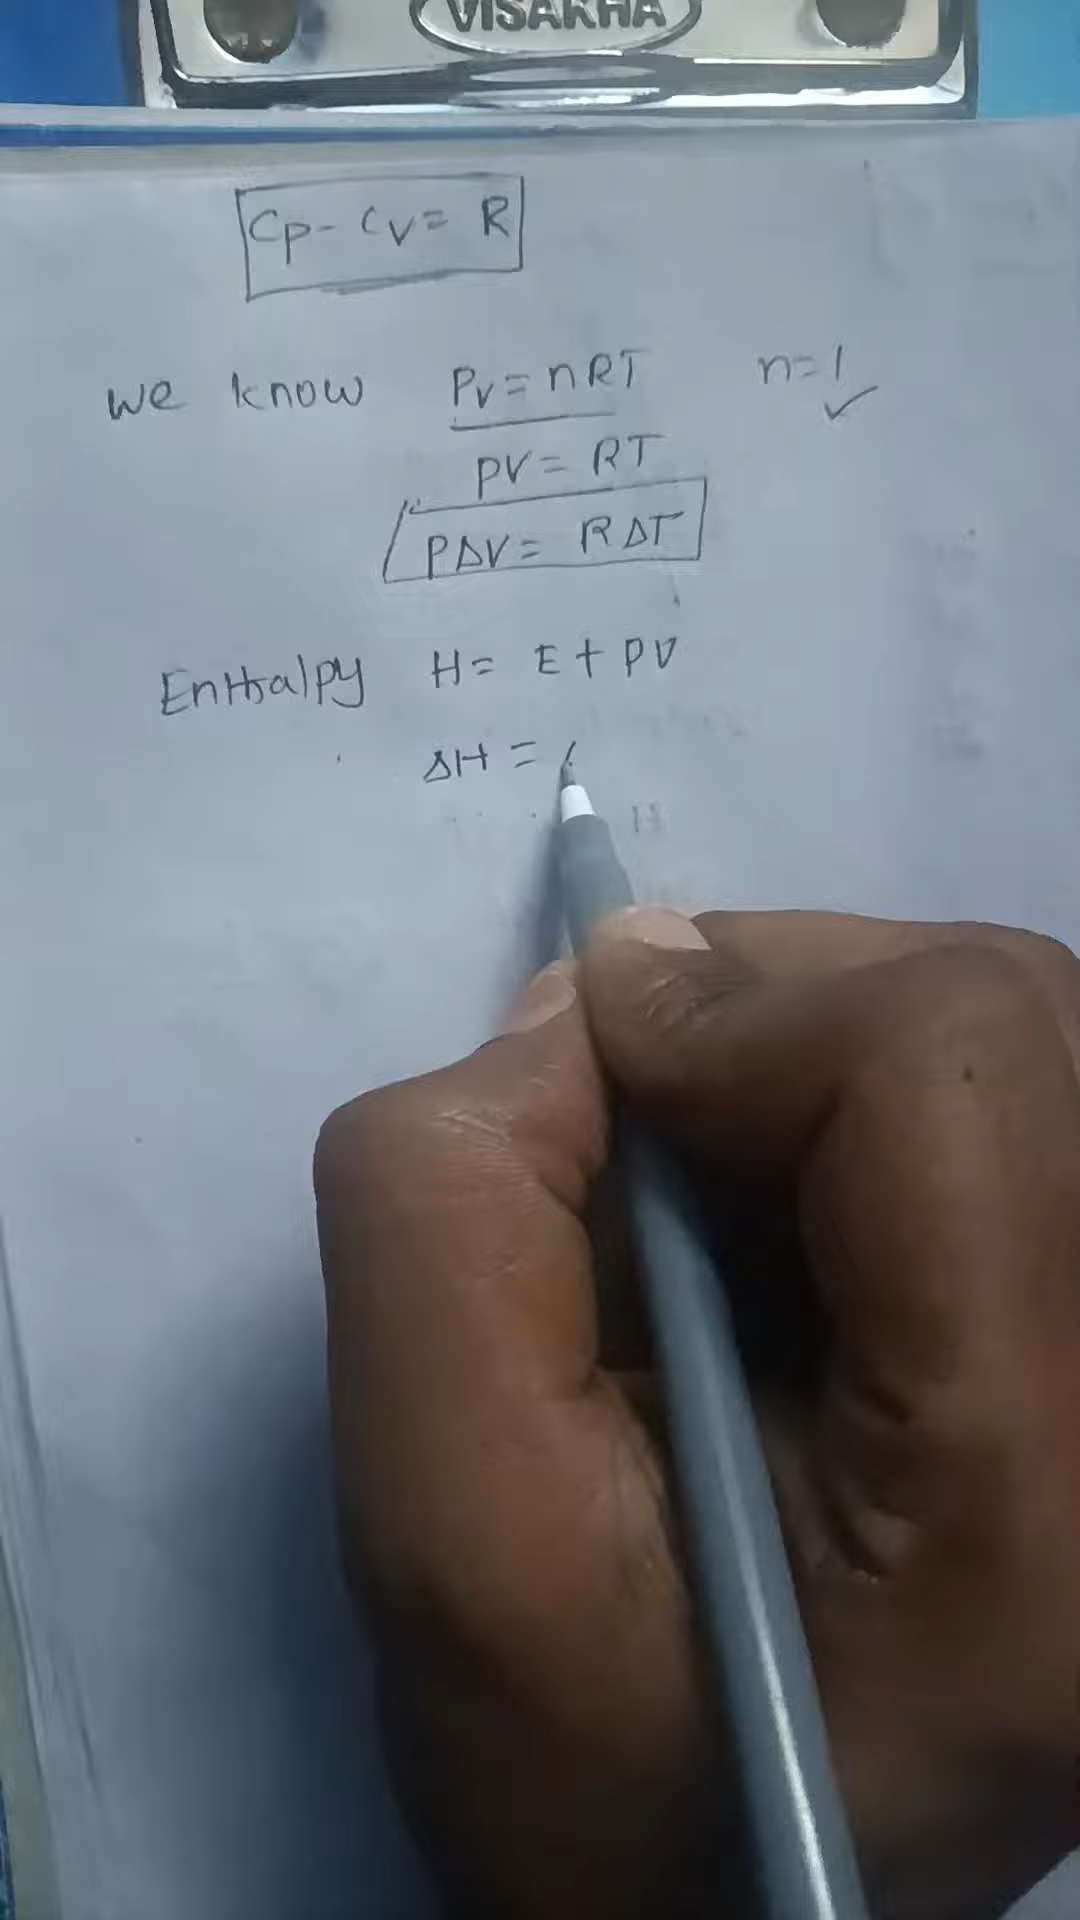 VISAKHA
Cp - Cv = R
we know PV = nRT n=1 ✓
PV = RT
PΔV = RΔT
Enthalpy H = E + PV
ΔH =